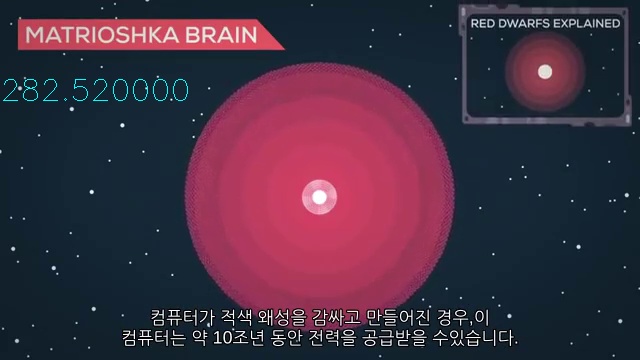 MATRIOSHKA BRAIN
RED DWARFS EXPLAINED
282.520000
컴퓨터가 적색 왜성을 감싸고 만들어진 경우,이
컴퓨터는 약 10조년 동안 전력을 공급받을 수있습니다.